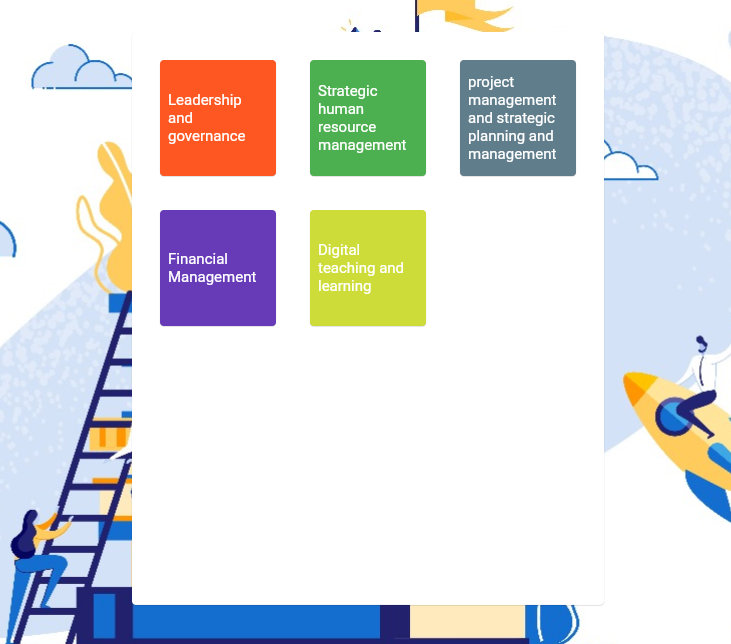 Leadership
and
governance
Strategic
human
resource
management
project
management
and strategic
planning and
management
Financial
Management
Digital
teaching and
learning